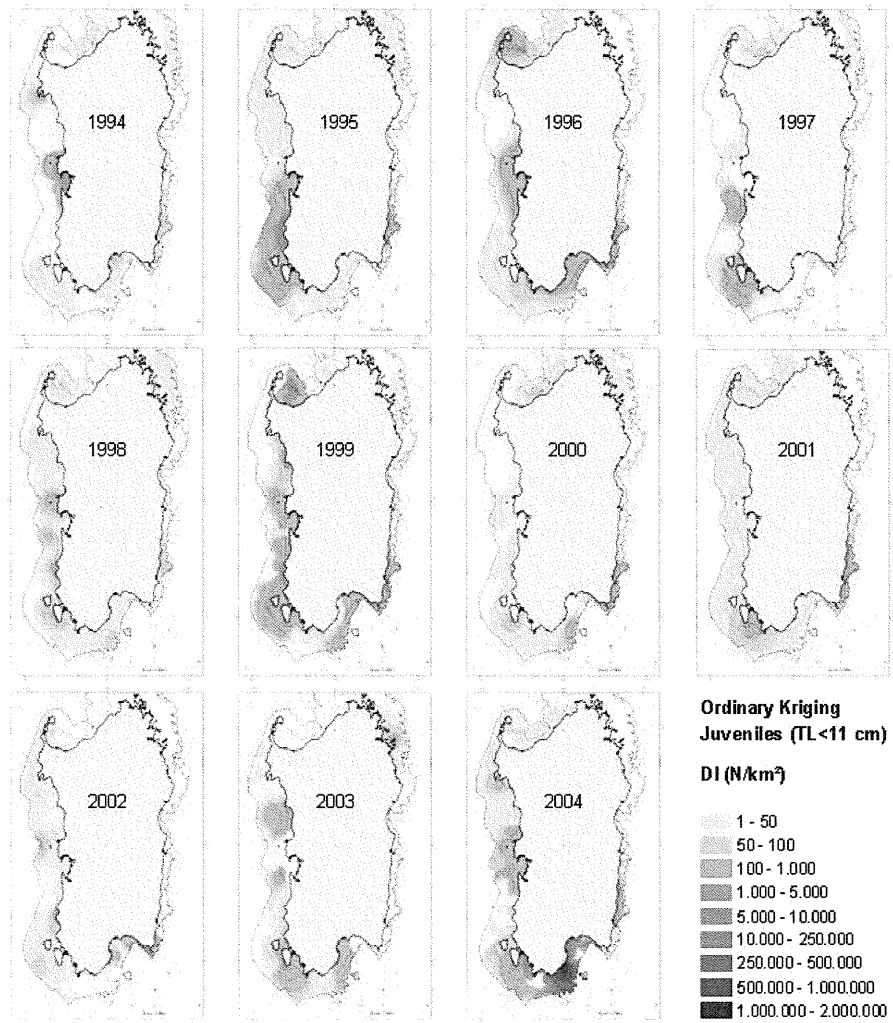 1994
1995
1996
1997
1998
1999
2000
2001
2002
2003
2004
Ordinary Kriging
Juveniles (TL<11 cm)
DI (N/km²)
1 - 50
50 - 100
100 - 1.000
1.000 - 5.000
5.000 - 10.000
10.000 - 250.000
250.000 - 500.000
500.000 - 1.000.000
1.000.000 - 2.000.000